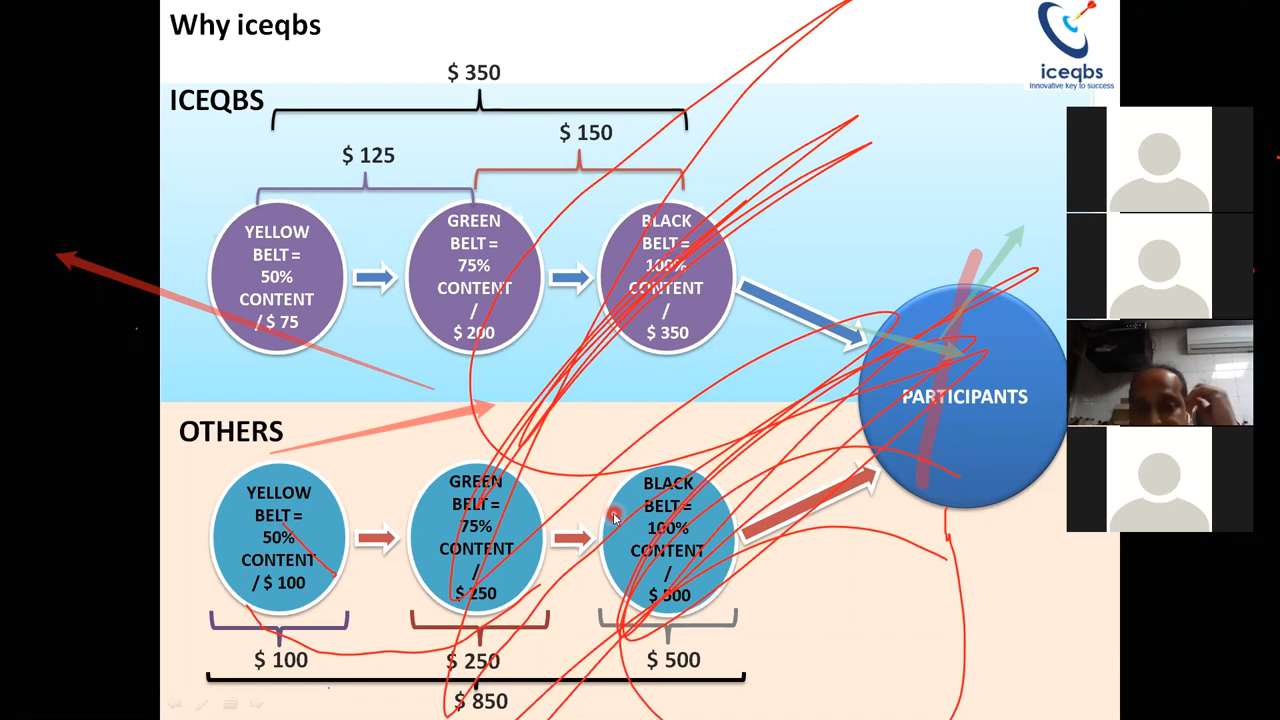 Why iceqbs
iceqbs
Innovative key to success
$ 350
ICEQBS
$ 150
$ 125
YELLOW
BELT =
50%
CONTENT
/ $ 75
GREEN
BELT =
75%
CONTENT
/
$ 200
BLACK
BELT =
100%
CONTENT
/
$ 350
PARTICIPANTS
OTHERS
YELLOW
BELT =
50%
CONTENT
/ $ 100
GREEN
BELT =
75%
CONTENT
/
$ 250
BLACK
BELT =
100%
CONTENT
/
$ 500
$ 100
$ 250
$ 500
$ 850